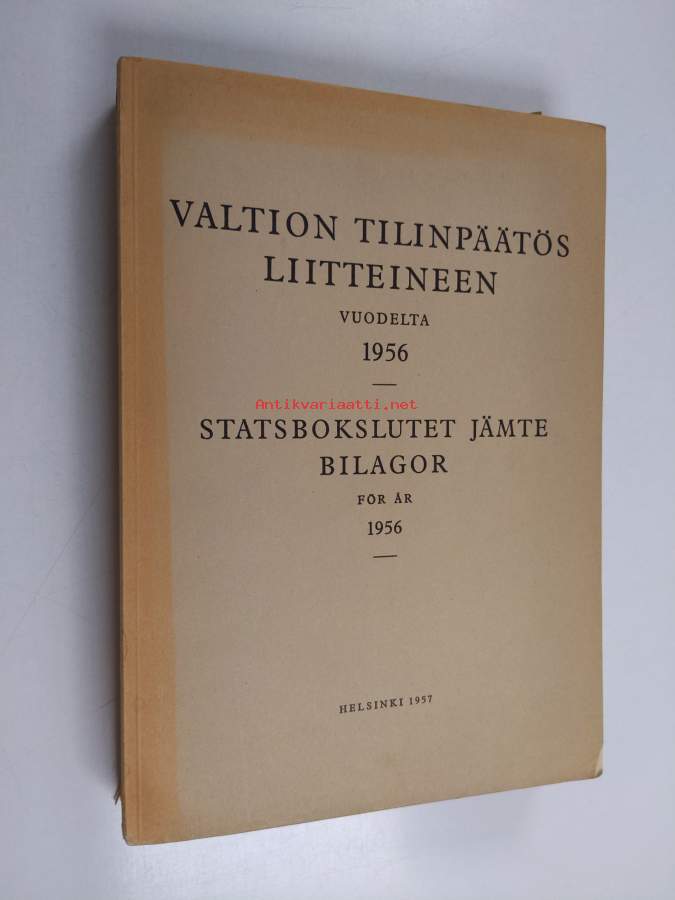 VALTION TILINPÄÄTÖS
LIITTEINEEN
VUODELTA
1956
Antikvariaatti.net
STATSBOKSLUTET JÄMTE
BILAGOR
FÖR ÅR
1956
HELSINKI 1957